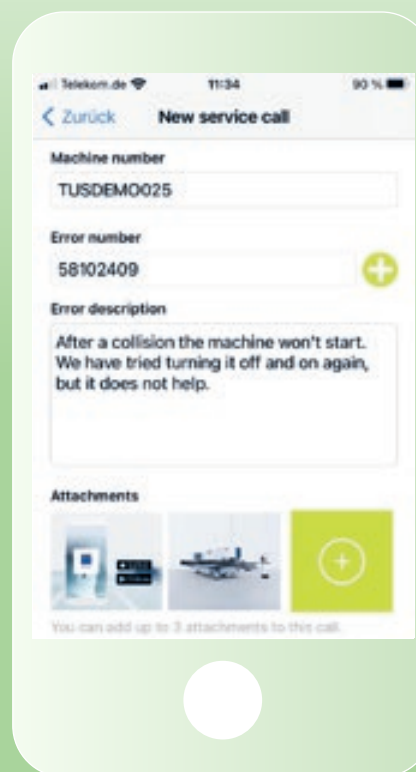 Telekom.de 11:34 90 %
Zurück New service call
Machine number
TUSDEMO025
Error number
58102409
Error description
After a collision the machine won't start.
We have tried turning it off and on again,
but it does not help.
Attachments
You can add up to 3 attachments to this call.